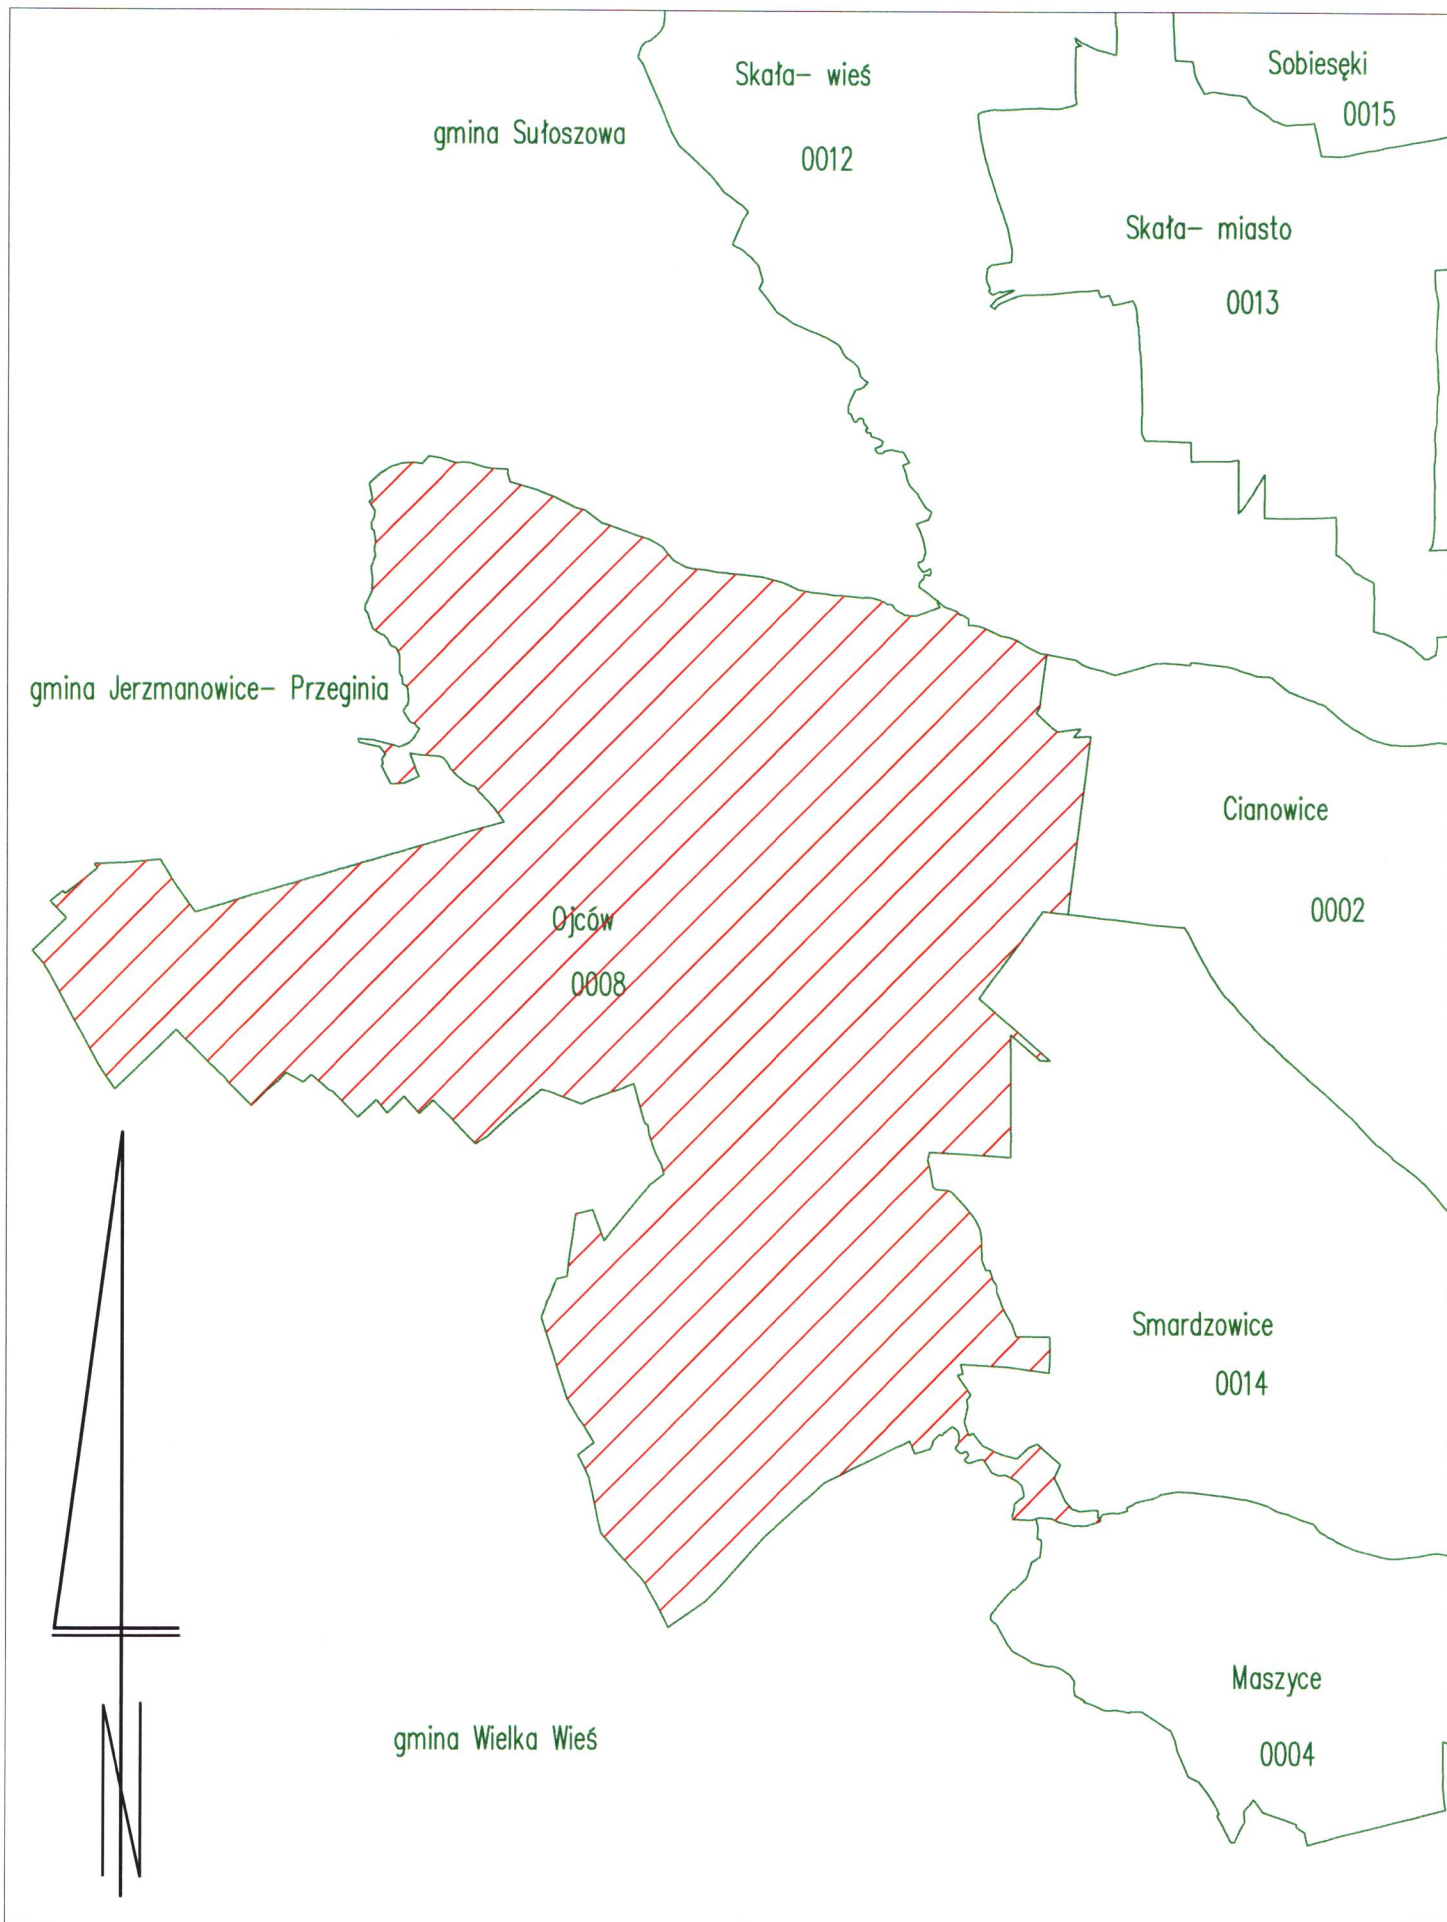 Skała– wieś
0012
Sobiesęki
0015
gmina Sułoszowa
Skała– miasto
0013
gmina Jerzmanowice– Przeginia
Cianowice
0002
Ojców
0008
Smardzowice
0014
Maszyce
0004
gmina Wielka Wieś
N